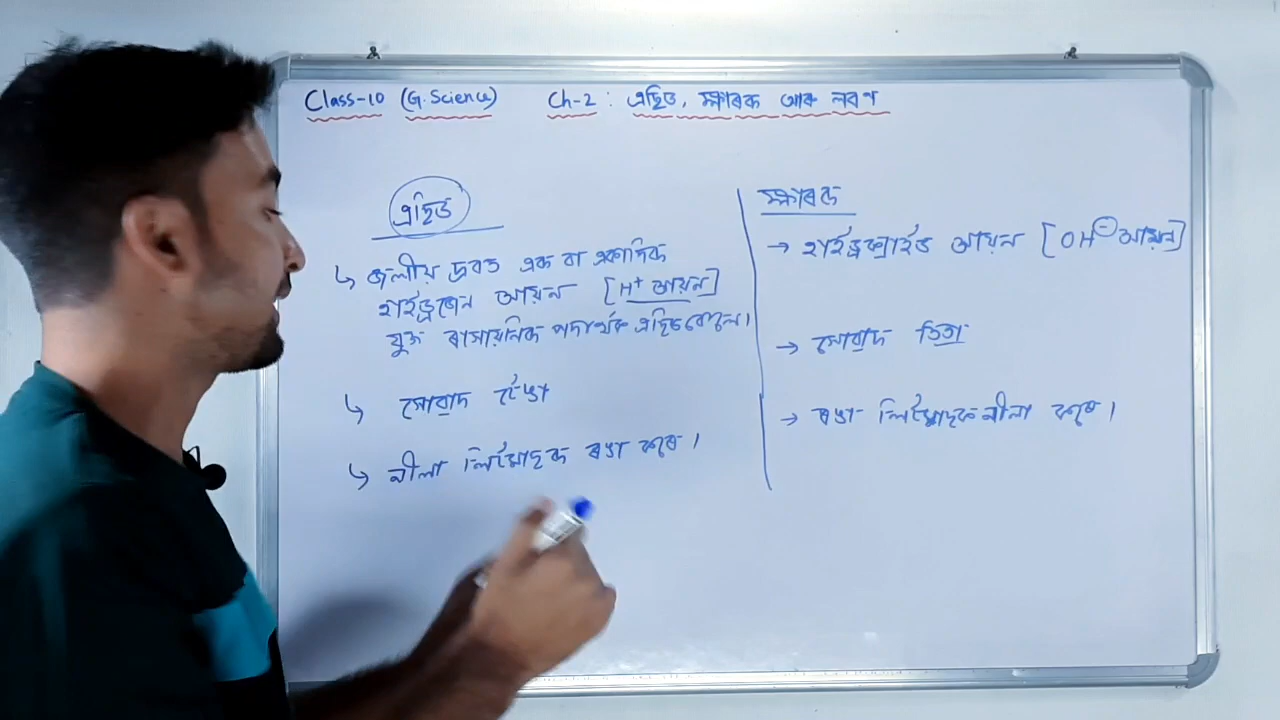 Class-10 (G. Science) Ch-2 : এছিড, ক্ষাৰক আৰু লৱণ
এছিড
↳ জলীয় দ্ৰৱত এক বা একাধিক
হাইড্ৰজেন আয়ন [H⁺ আয়ন]
যুক্ত ৰাসায়নিক পদাৰ্থক এছিড বোলে।
↳ সোৱাদ টেঙা
↳ নীলা লিটমাছক ৰঙা কৰে।
ক্ষাৰক
→ হাইড্ৰক্সাইড আয়ন [OH⁻ আয়ন]
→ সোৱাদ তিতা
→ ৰঙা লিটমাছক নীলা কৰে।